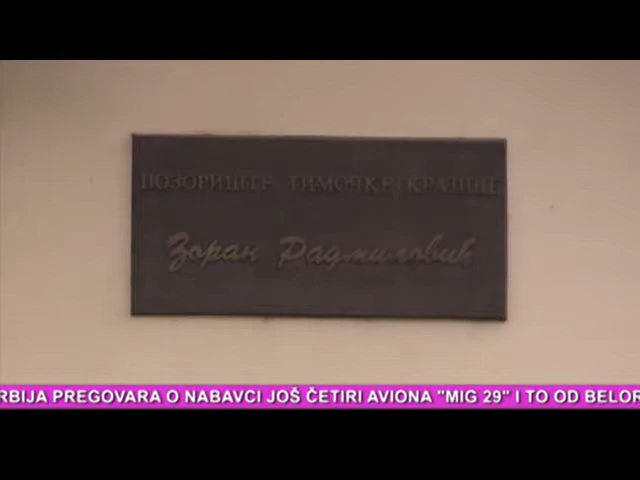 ПОЗОРИШТЕ ТИМОЧКЕ КРАЈИНЕ
Зоран Радмиловић
RBIJA PREGOVARA O NABAVCI JOŠ ČETIRI AVIONA "MIG 29" I TO OD BELOR